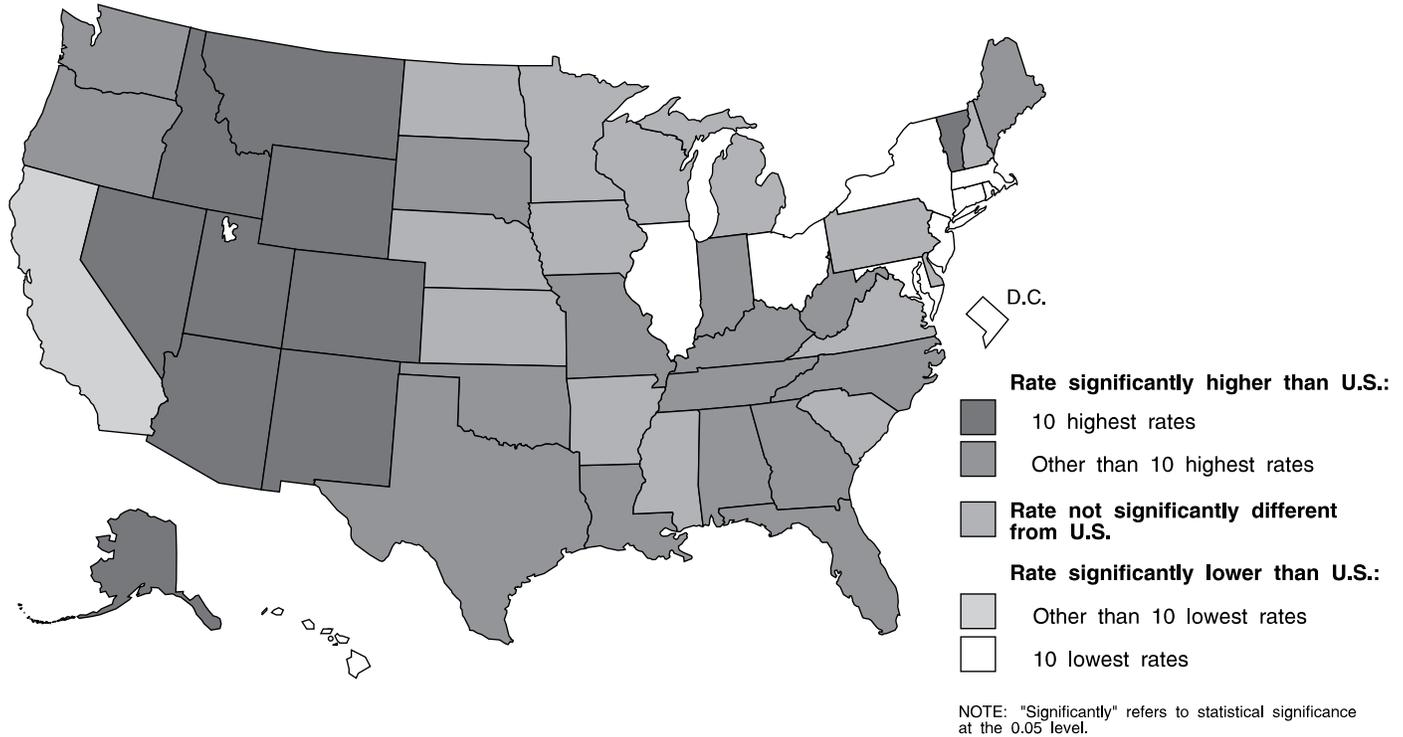 D.C.
Rate significantly higher than U.S.:
10 highest rates
Other than 10 highest rates
Rate not significantly different
from U.S.
Rate significantly lower than U.S.:
Other than 10 lowest rates
10 lowest rates
NOTE: "Significantly" refers to statistical significance
at the 0.05 level.